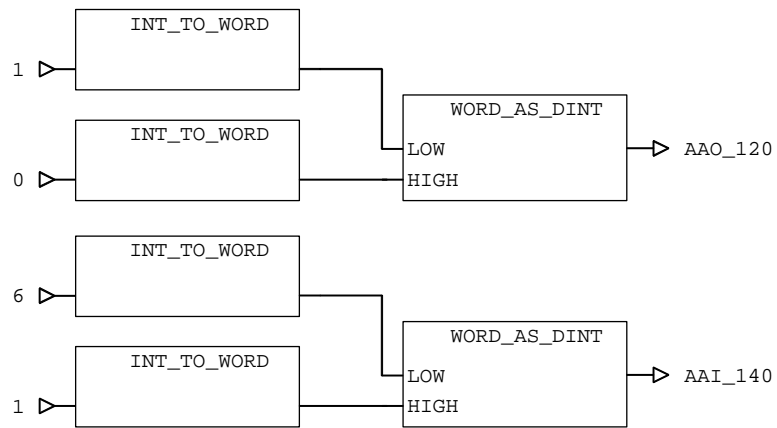 INT_TO_WORD
1
WORD_AS_DINT
INT_TO_WORD
LOW
AAO_120
0
HIGH
INT_TO_WORD
6
WORD_AS_DINT
INT_TO_WORD
LOW
AAI_140
1
HIGH